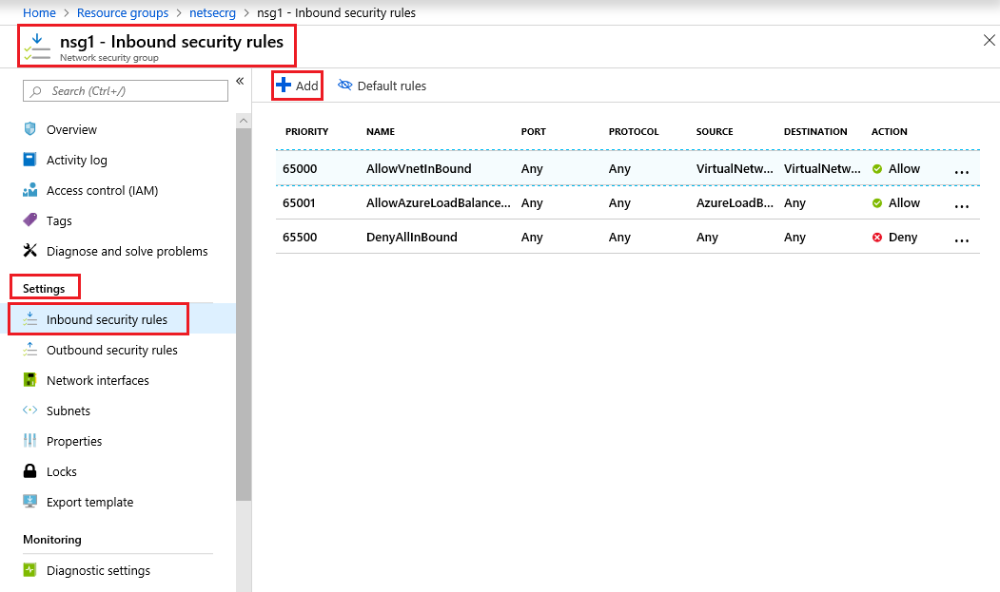 Home > Resource groups > netsecrg > nsg1 - Inbound security rules
nsg1 - Inbound security rules
Network security group
Search (Ctrl+/)
«
Overview
Activity log
Access control (IAM)
Tags
Diagnose and solve problems
Settings
Inbound security rules
Outbound security rules
Network interfaces
Subnets
Properties
Locks
Export template
Monitoring
Diagnostic settings
Add Default rules
PRIORITY NAME PORT PROTOCOL SOURCE DESTINATION ACTION
65000 AllowVnetInBound Any Any VirtualNetw... VirtualNetw... Allow ...
65001 AllowAzureLoadBalance... Any Any AzureLoadB... Any Allow ...
65500 DenyAllInBound Any Any Any Any Deny ...